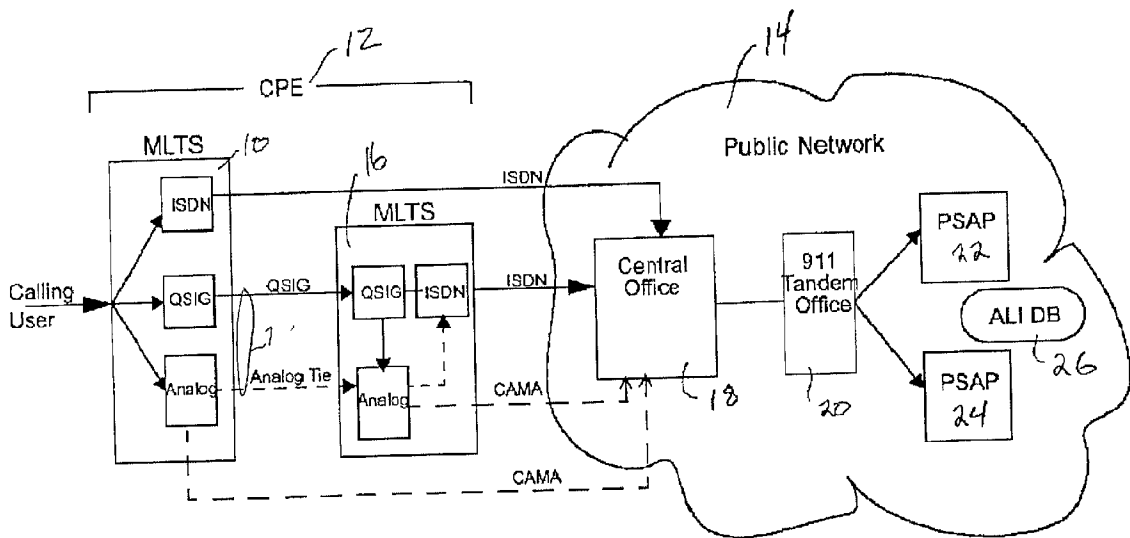 12
CPE
14
MLTS
10
16
MLTS
Public Network
ISDN
ISDN
PSAP
22
Calling
User
QSIG
QSIG
QSIG
ISDN
ISDN
Central
Office
911
Tandem
Office
ALI DB
26
Analog
Analog Tie
Analog
CAMA
18
20
PSAP
24
CAMA